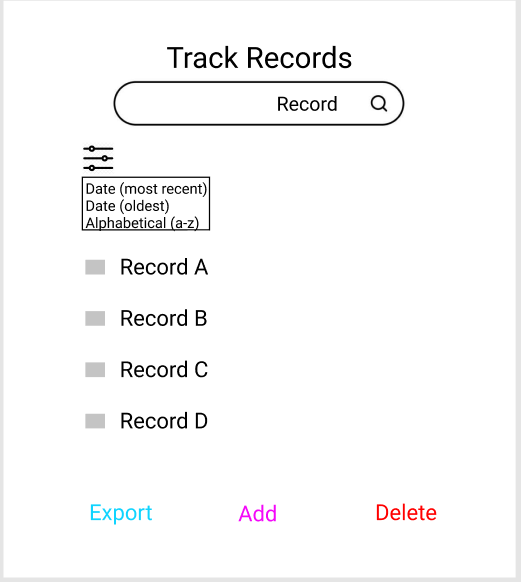 Track Records
Record
Date (most recent)
Date (oldest)
Alphabetical (a-z)
Record A
Record B
Record C
Record D
Export Add Delete